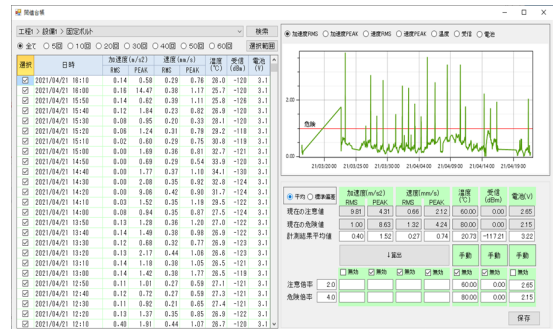 閾値台帳
工程1 > 設備1 > 固定ボルト
検索
全て 5回 10回 20回 30回 40回 50回 60回 選択範囲
選択 日時 加速度(m/s2) 速度(mm/s) 温度(℃) 受信(dBm) 電池(V)
RMS PEAK RMS PEAK
2021/04/21 16:10 0.14 0.58 0.29 0.76 26.0 -120 3.1
2021/04/21 16:00 0.16 14.47 0.38 1.17 25.7 -120 3.1
2021/04/21 15:50 0.14 0.82 0.39 1.11 25.8 -126 3.1
2021/04/21 15:40 0.12 1.84 0.23 0.82 26.9 -120 3.1
2021/04/21 15:30 0.08 0.95 0.20 0.33 28.1 -120 3.1
2021/04/21 15:20 0.06 1.24 0.31 0.78 29.2 -119 3.1
2021/04/21 15:10 0.02 0.60 0.29 0.75 30.8 -119 3.1
2021/04/21 15:00 0.00 1.69 0.36 0.81 32.7 -121 3.1
2021/04/21 14:50 0.00 0.69 0.29 0.54 33.9 -120 3.1
2021/04/21 14:40 0.00 1.77 0.37 1.10 34.1 -130 3.1
2021/04/21 14:30 0.00 2.08 0.35 0.92 32.8 -124 3.1
2021/04/21 14:20 0.00 9.06 0.42 0.90 31.7 -124 3.1
2021/04/21 14:10 0.03 1.52 0.35 1.19 29.5 -122 3.1
2021/04/21 14:00 0.08 0.94 0.35 0.87 27.5 -124 3.1
2021/04/21 13:50 0.13 1.28 0.36 1.20 27.0 -122 3.1
2021/04/21 13:40 0.14 1.49 0.38 0.98 26.9 -122 3.1
2021/04/21 13:30 0.12 0.68 0.32 0.77 26.9 -123 3.1
2021/04/21 13:20 0.13 2.17 0.44 1.06 26.6 -123 3.1
2021/04/21 13:10 0.14 1.18 0.38 1.05 26.5 -121 3.1
2021/04/21 13:00 0.14 1.42 0.38 1.77 26.5 -119 3.1
2021/04/21 12:50 0.11 1.01 0.27 0.59 27.1 -121 3.1
2021/04/21 12:40 0.12 0.72 0.27 0.59 27.3 -121 3.1
2021/04/21 12:30 0.11 0.92 0.21 0.65 27.4 -121 3.1
2021/04/21 12:20 0.13 1.37 0.35 0.85 26.9 -122 3.1
2021/04/21 12:10 0.40 1.91 0.44 1.07 26.7 -120 3.1
加速度RMS 加速度PEAK 速度RMS 速度PEAK 温度 受信 電池
2.00
危険
0.00
21/03/20:00 21/03/23:00 21/04/04:00 21/04/09:00 21/04/14:00 21/04/19:00
平均 標準偏差 加速度(m/s2) 速度(mm/s) 温度(℃) 受信(dBm) 電池(V)
RMS PEAK RMS PEAK
現在の注意値 9.81 4.31 0.66 2.12 60.00 0.00 2.65
現在の危険値 1.00 8.63 1.32 4.24 80.00 0.00 2.15
計測結果平均値 0.40 1.52 0.27 0.74 20.73 -117.21 3.22
↓算出 手動 手動 手動
無効 無効 無効 無効 無効 無効 無効
注意倍率 2.0 60.00 0.00 2.65
危険倍率 4.0 80.00 0.00 2.15
保存